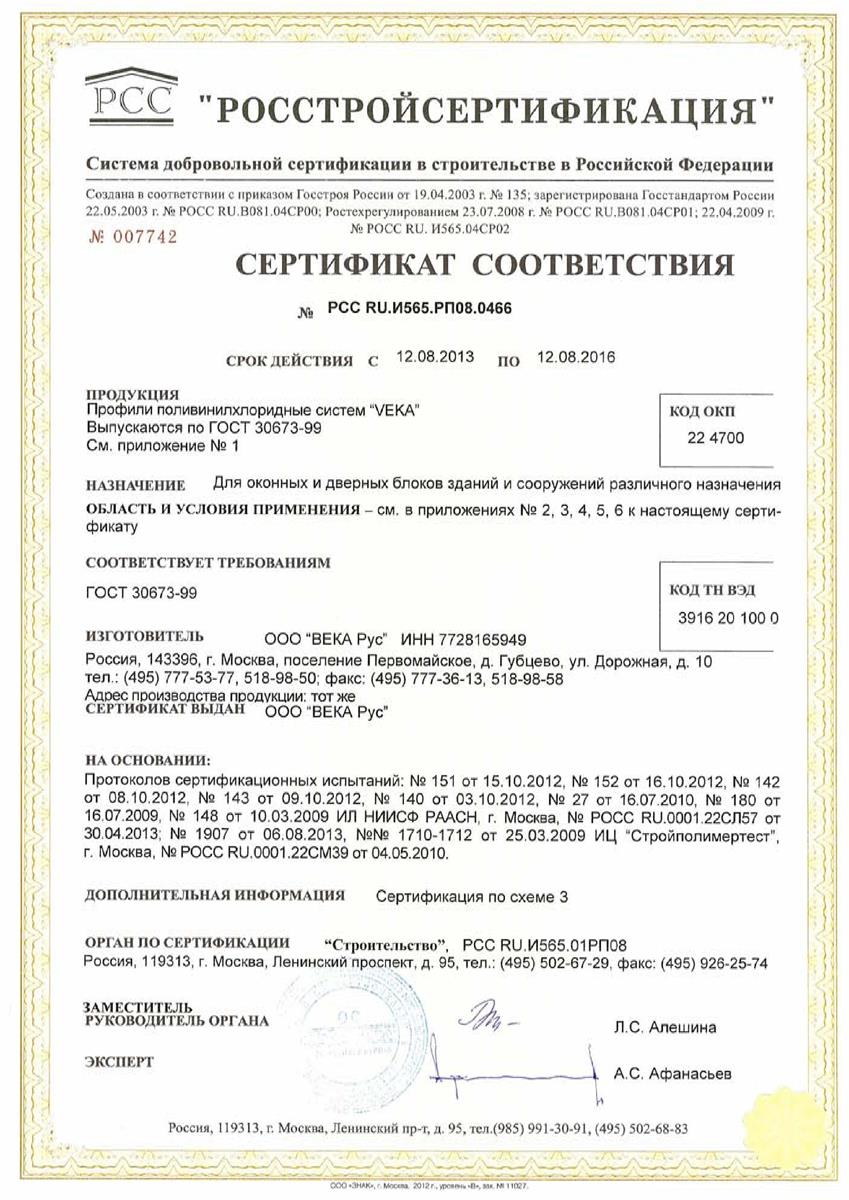 РСС
"РОССТРОЙСЕРТИФИКАЦИЯ"
Система добровольной сертификации в строительстве в Российской Федерации
Создана в соответствии с приказом Госстроя России от 19.04.2003 г. № 135; зарегистрирована Госстандартом России
22.05.2003 г. № РОСС RU.В081.04СР00; Ростехрегулированием 23.07.2008 г. № РОСС RU.В081.04СР01; 22.04.2009 г.
№ РОСС RU. И565.04СР02
№ 007742
СЕРТИФИКАТ СООТВЕТСТВИЯ
№ РСС RU.И565.РП08.0466
СРОК ДЕЙСТВИЯ С 12.08.2013 ПО 12.08.2016
ПРОДУКЦИЯ
Профили поливинилхлоридные систем “VEKA”
Выпускаются по ГОСТ 30673-99
См. приложение № 1
КОД ОКП
22 4700
НАЗНАЧЕНИЕ Для оконных и дверных блоков зданий и сооружений различного назначения
ОБЛАСТЬ И УСЛОВИЯ ПРИМЕНЕНИЯ – см. в приложениях № 2, 3, 4, 5, 6 к настоящему серти-
фикату
СООТВЕТСТВУЕТ ТРЕБОВАНИЯМ
ГОСТ 30673-99
КОД ТН ВЭД
3916 20 100 0
ИЗГОТОВИТЕЛЬ ООО “ВЕКА Рус” ИНН 7728165949
Россия, 143396, г. Москва, поселение Первомайское, д. Губцево, ул. Дорожная, д. 10
тел.: (495) 777-53-77, 518-98-50; факс: (495) 777-36-13, 518-98-58
Адрес производства продукции: тот же
СЕРТИФИКАТ ВЫДАН ООО “ВЕКА Рус”
НА ОСНОВАНИИ:
Протоколов сертификационных испытаний: № 151 от 15.10.2012, № 152 от 16.10.2012, № 142
от 08.10.2012, № 143 от 09.10.2012, № 140 от 03.10.2012, № 27 от 16.07.2010, № 180 от
16.07.2009, № 148 от 10.03.2009 ИЛ НИИСФ РААСН, г. Москва, № РОСС RU.0001.22СЛ57 от
30.04.2013; № 1907 от 06.08.2013, №№ 1710-1712 от 25.03.2009 ИЦ “Стройполимертест”,
г. Москва, № РОСС RU.0001.22СМ39 от 04.05.2010.
ДОПОЛНИТЕЛЬНАЯ ИНФОРМАЦИЯ Сертификация по схеме 3
ОРГАН ПО СЕРТИФИКАЦИИ “Строительство”, РСС RU.И565.01РП08
Россия, 119313, г. Москва, Ленинский проспект, д. 95, тел.: (495) 502-67-29, факс: (495) 926-25-74
ЗАМЕСТИТЕЛЬ
РУКОВОДИТЕЛЬ ОРГАНА
Л.С. Алешина
ЭКСПЕРТ
А.С. Афанасьев
Россия, 119313, г. Москва, Ленинский пр-т, д. 95, тел.(985) 991-30-91, (495) 502-68-83
ООО «ЗНАК», г. Москва, 2012 г., уровень «В», зак. № 11027.